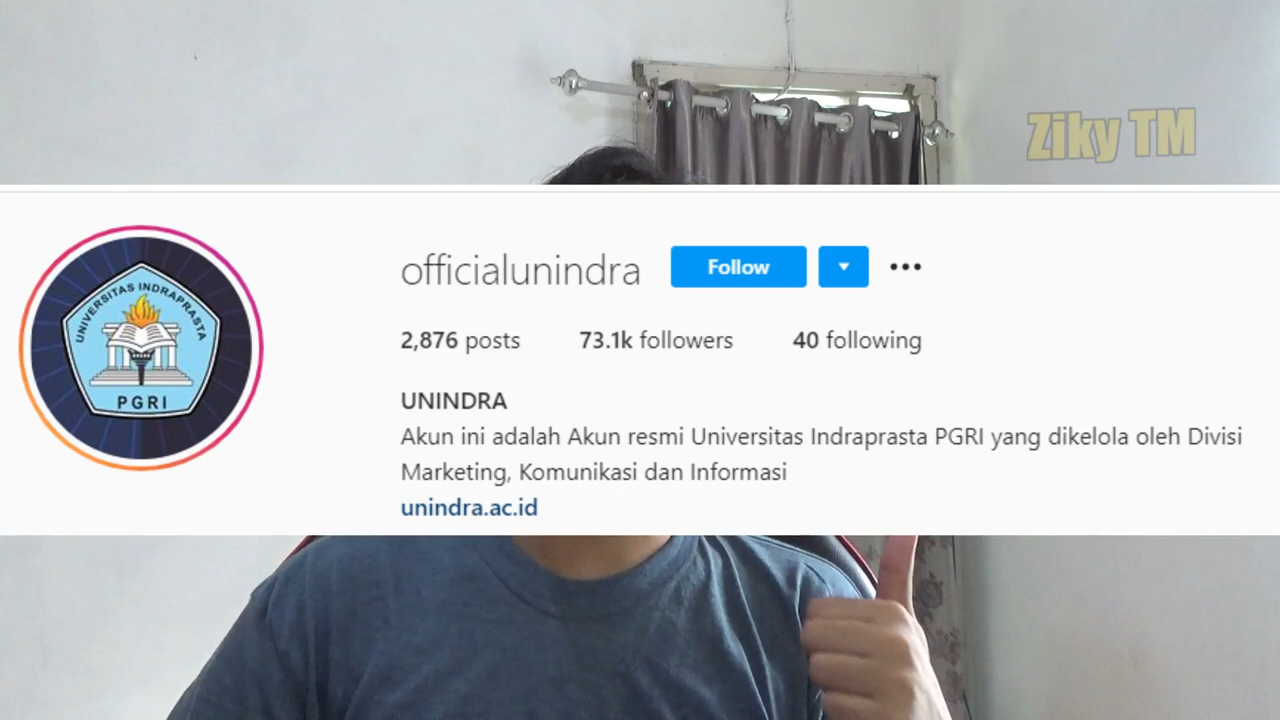 Ziky TM
officialunindra
Follow
2,876 posts 73.1k followers 40 following
UNIVERSITAS INDRAPRASTA
PGRI
UNINDRA
Akun ini adalah Akun resmi Universitas Indraprasta PGRI yang dikelola oleh Divisi
Marketing, Komunikasi dan Informasi
unindra.ac.id